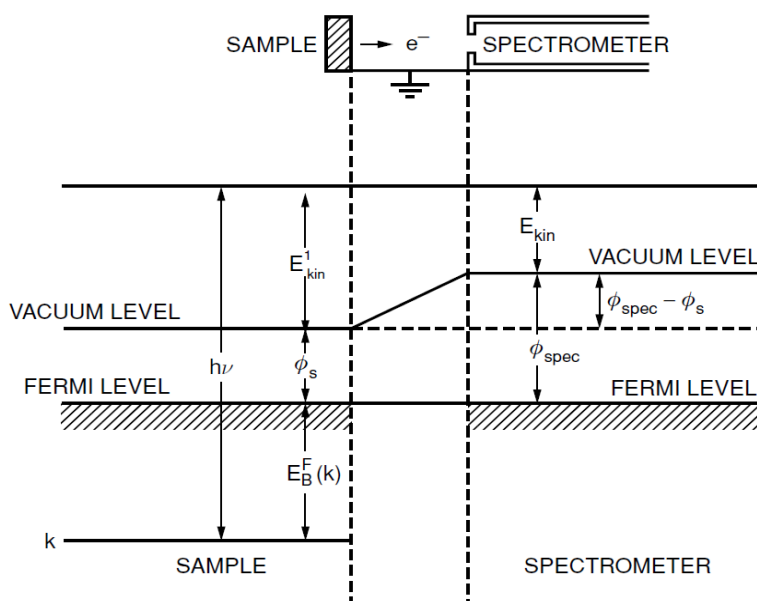 SAMPLE
e⁻
SPECTROMETER
E¹kin
Ekin
VACUUM LEVEL
VACUUM LEVEL
ϕspec − ϕs
hν
ϕs
ϕspec
FERMI LEVEL
FERMI LEVEL
EFB(k)
k
SAMPLE
SPECTROMETER